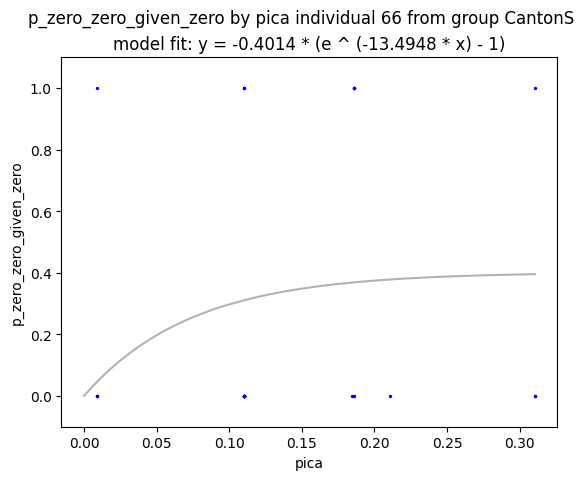 p_zero_zero_given_zero by pica individual 66 from group CantonS
model fit: y = -0.4014 * (e ^ (-13.4948 * x) - 1)
1.0
0.8
0.6
0.4
0.2
0.0
p_zero_zero_given_zero
0.00 0.05 0.10 0.15 0.20 0.25 0.30
pica